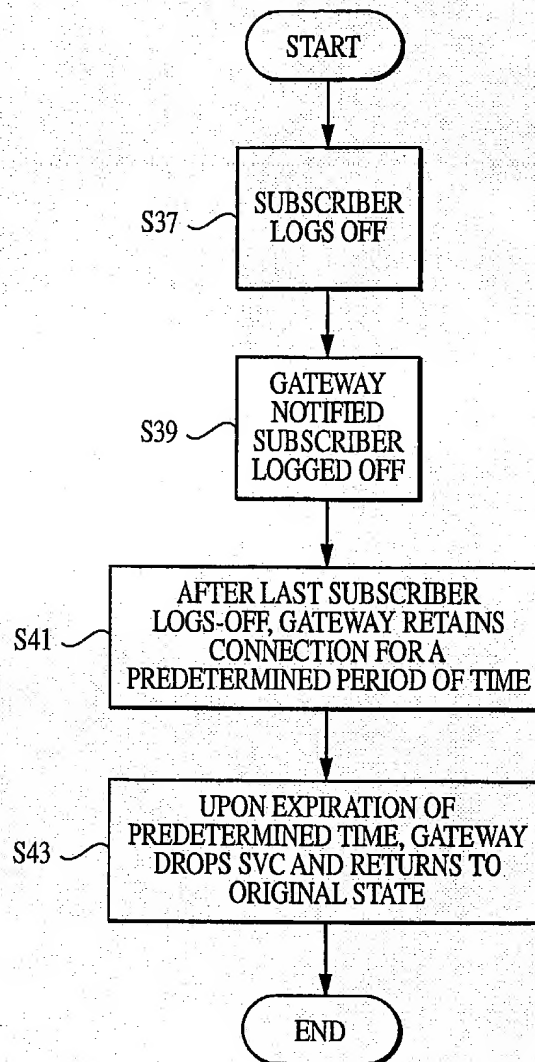 START
S37
SUBSCRIBER
LOGS OFF
S39
GATEWAY
NOTIFIED
SUBSCRIBER
LOGGED OFF
S41
AFTER LAST SUBSCRIBER
LOGS-OFF, GATEWAY RETAINS
CONNECTION FOR A
PREDETERMINED PERIOD OF TIME
S43
UPON EXPIRATION OF
PREDETERMINED TIME, GATEWAY
DROPS SVC AND RETURNS TO
ORIGINAL STATE
END